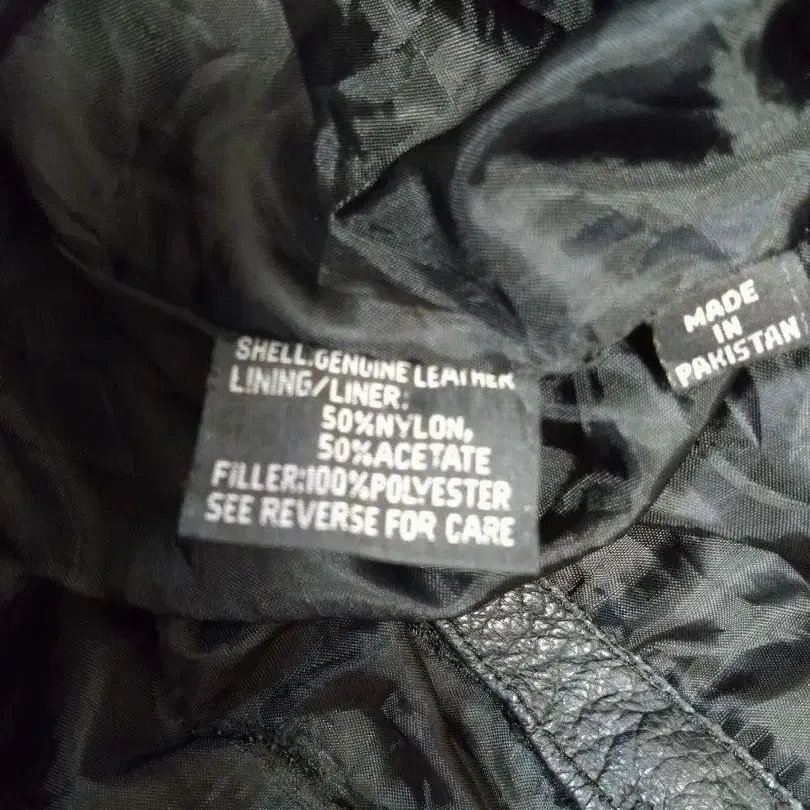 SHELL:GENUINE LEATHER
LINING/LINER:
50%NYLON,
50%ACETATE
FILLER:100%POLYESTER
SEE REVERSE FOR CARE
MADE
IN
PAKISTAN